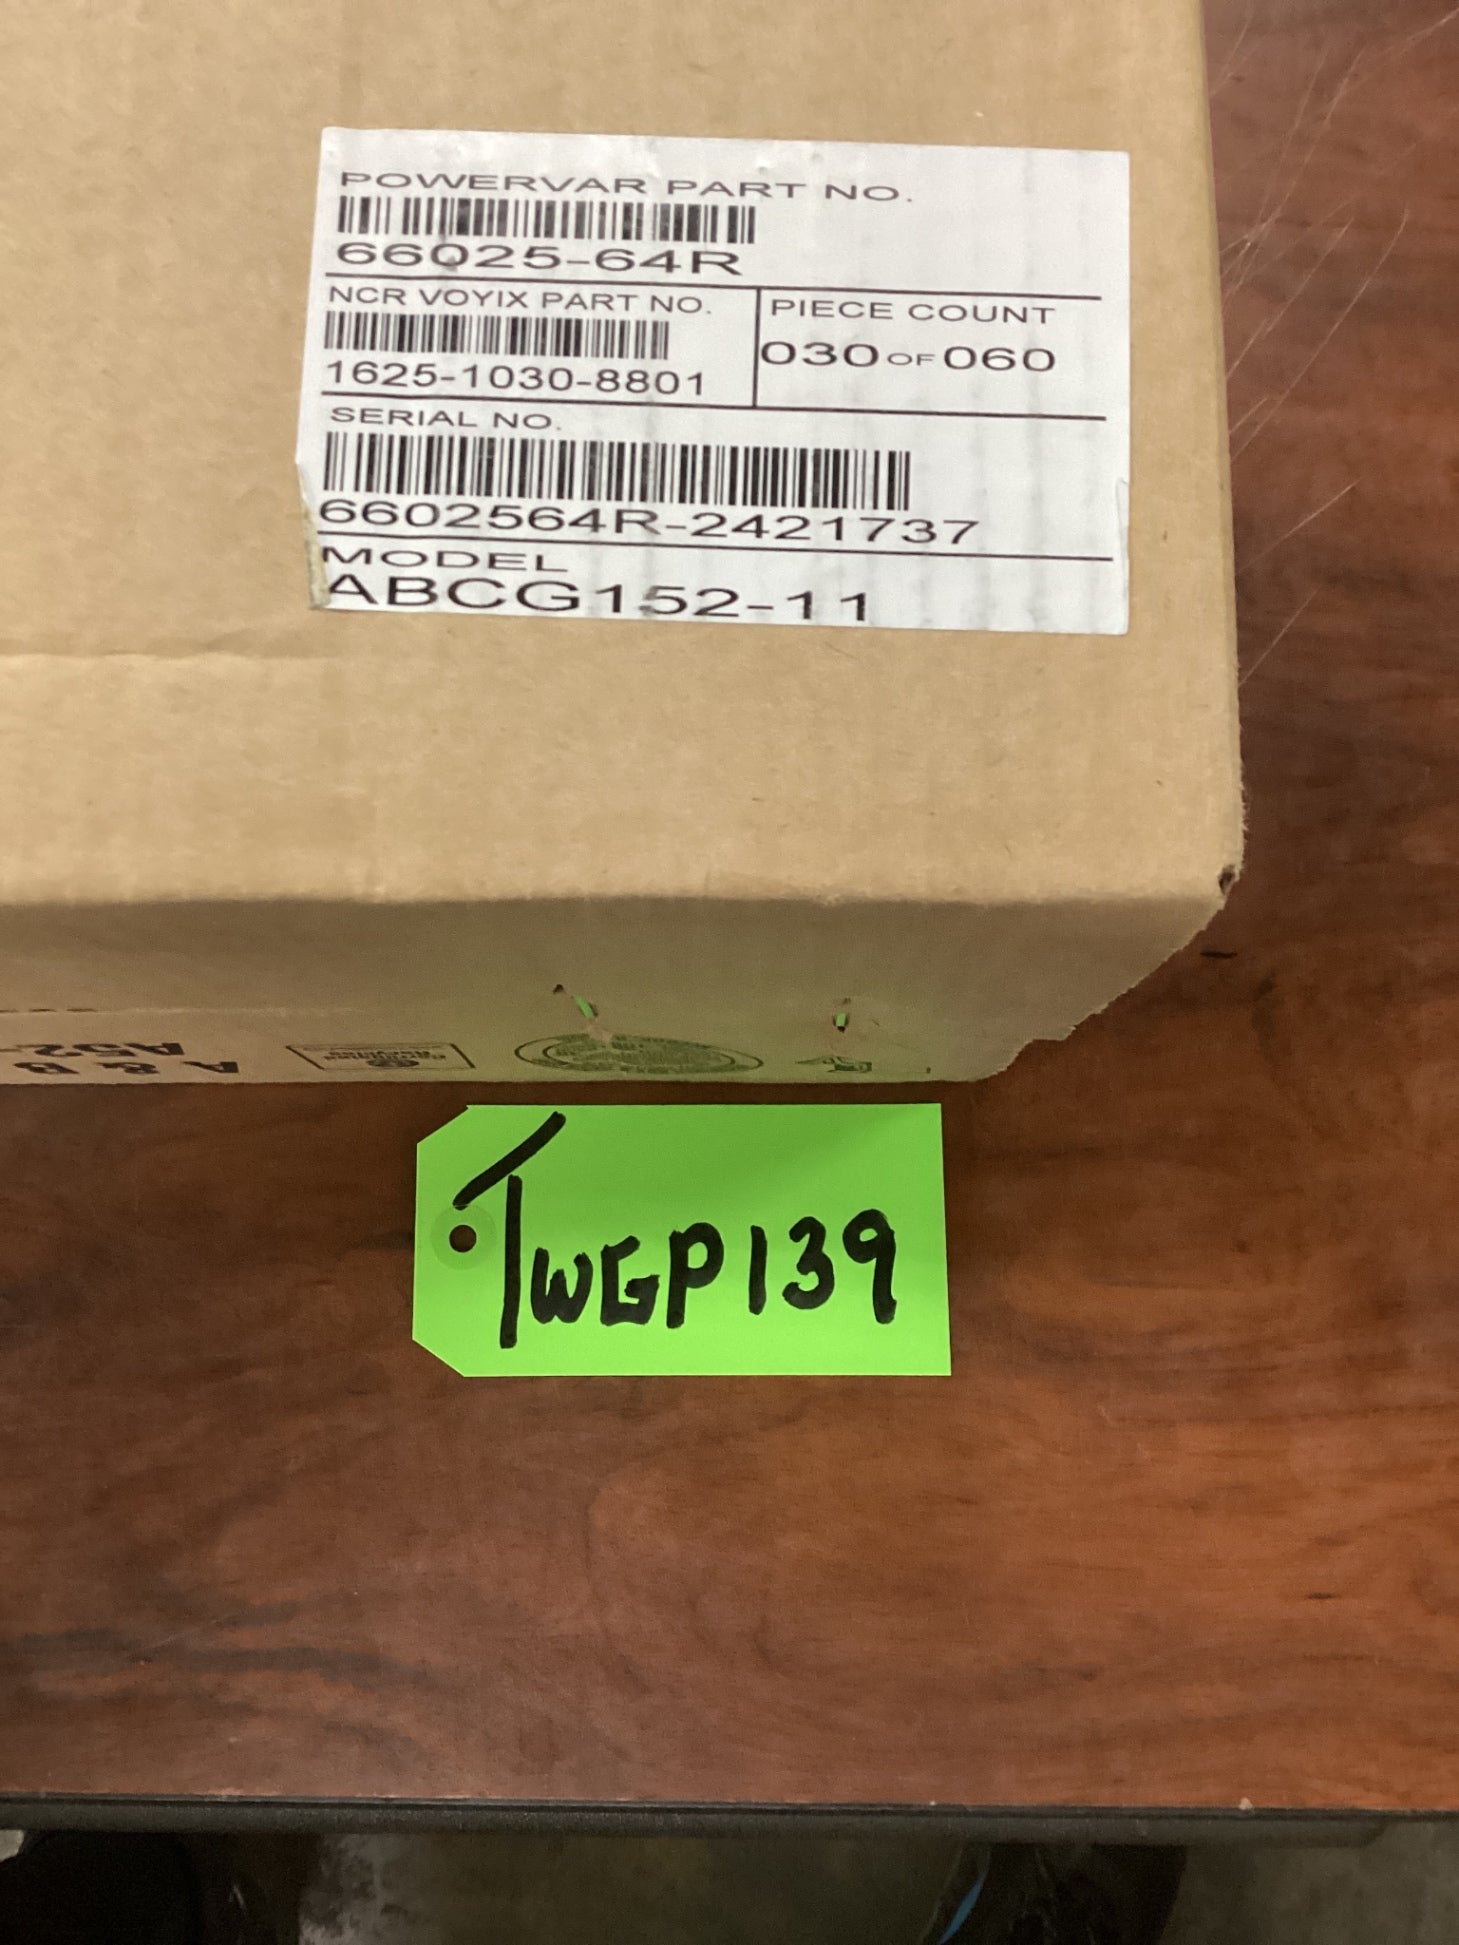 POWERVAR PART NO.
66025-64R
NCR VOYIX PART NO.
1625-1030-8801
PIECE COUNT
030 OF 060
SERIAL NO.
6602564R-2421737
MODEL
ABCG152-11
A & B
A52-
TWGP139